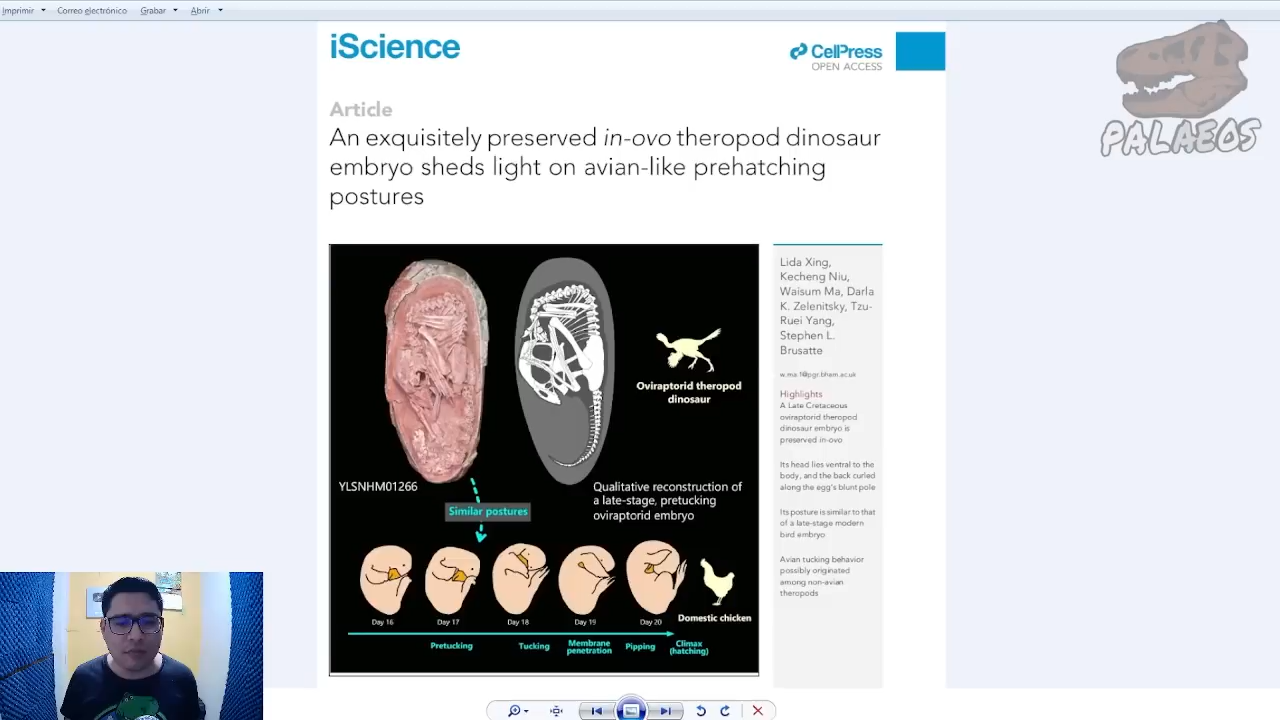 Imprimir Correo electrónico Grabar Abrir
iScience
CellPress
OPEN ACCESS
PALAEOS
Article
An exquisitely preserved in-ovo theropod dinosaur
embryo sheds light on avian-like prehatching
postures
YLSNHM01266
Oviraptorid theropod
dinosaur
Qualitative reconstruction of
a late-stage, pretucking
oviraptorid embryo
Similar postures
Day 16 Day 17 Day 18 Day 19 Day 20
Domestic chicken
Pretucking Tucking Membrane penetration Pipping Climax (hatching)
Lida Xing,
Kecheng Niu,
Waisum Ma, Darla
K. Zelenitsky, Tzu-
Ruei Yang,
Stephen L.
Brusatte
w.ma.1@pgr.bham.ac.uk
Highlights
A Late Cretaceous
oviraptorid theropod
dinosaur embryo is
preserved in-ovo
Its head lies ventral to the
body, and the back curled
along the egg's blunt pole
Its posture is similar to that
of a late-stage modern
bird embryo
Avian tucking behavior
possibly originated
among non-avian
theropods